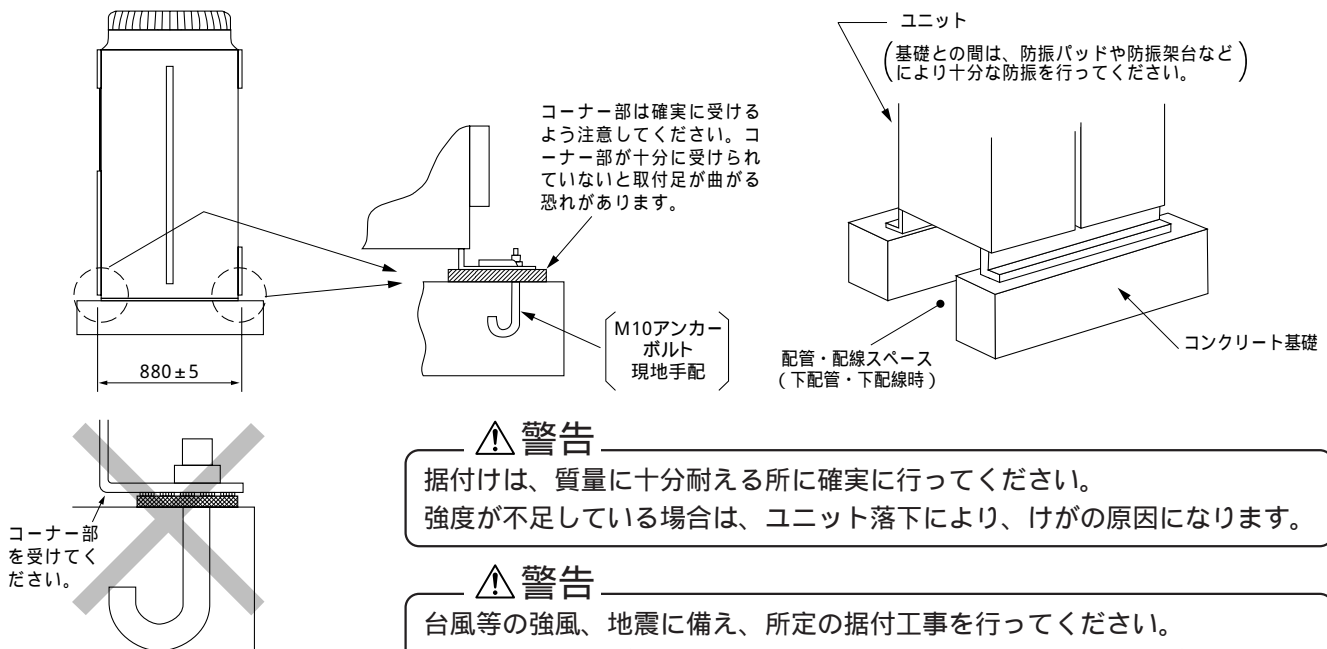 ユニット
基礎との間は、防振パッドや防振架台など
により十分な防振を行ってください。
コーナー部は確実に受ける
よう注意してください。コ
ーナー部が十分に受けられ
ていないと取付足が曲がる
恐れがあります。
M10アンカー
ボルト
現地手配
880±5
配管・配線スペース
(下配管・下配線時)
コンクリート基礎
コーナー部
を受けてく
ださい。
警告
据付けは、質量に十分耐える所に確実に行ってください。
強度が不足している場合は、ユニット落下により、けがの原因になります。
警告
台風等の強風、地震に備え、所定の据付工事を行ってください。